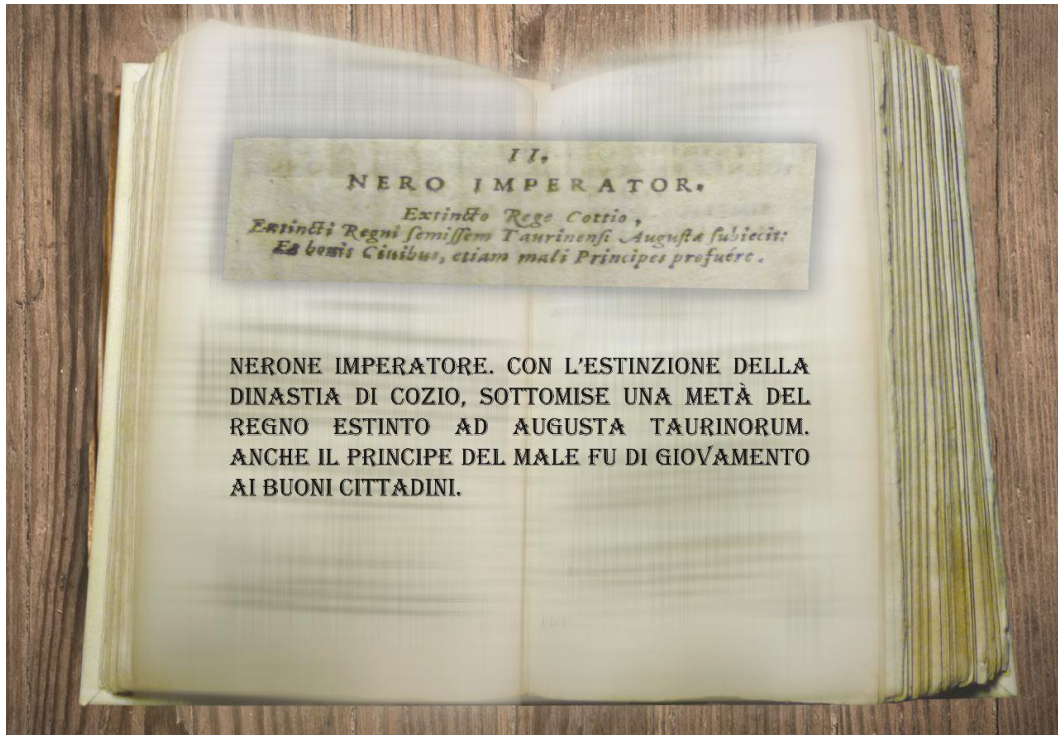 II.
NERO IMPERATOR.
Extincto Rege Cottio,
Extincti Regni ſemiſſem Taurinenſi Auguſtæ ſubiecit:
Et bonis Ciuibus, etiam mali Principes profuére.
NERONE IMPERATORE. CON L'ESTINZIONE DELLA
DINASTIA DI COZIO, SOTTOMISE UNA METÀ DEL
REGNO ESTINTO AD AUGUSTA TAURINORUM.
ANCHE IL PRINCIPE DEL MALE FU DI GIOVAMENTO
AI BUONI CITTADINI.